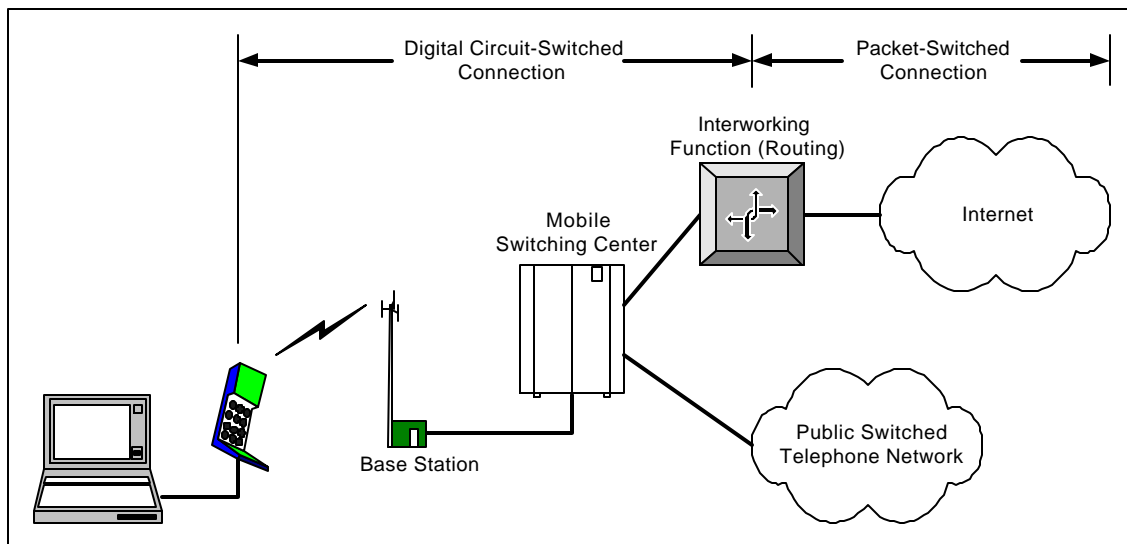 Digital Circuit-Switched
Connection
Packet-Switched
Connection
Interworking
Function (Routing)
Internet
Mobile
Switching Center
Base Station
Public Switched
Telephone Network